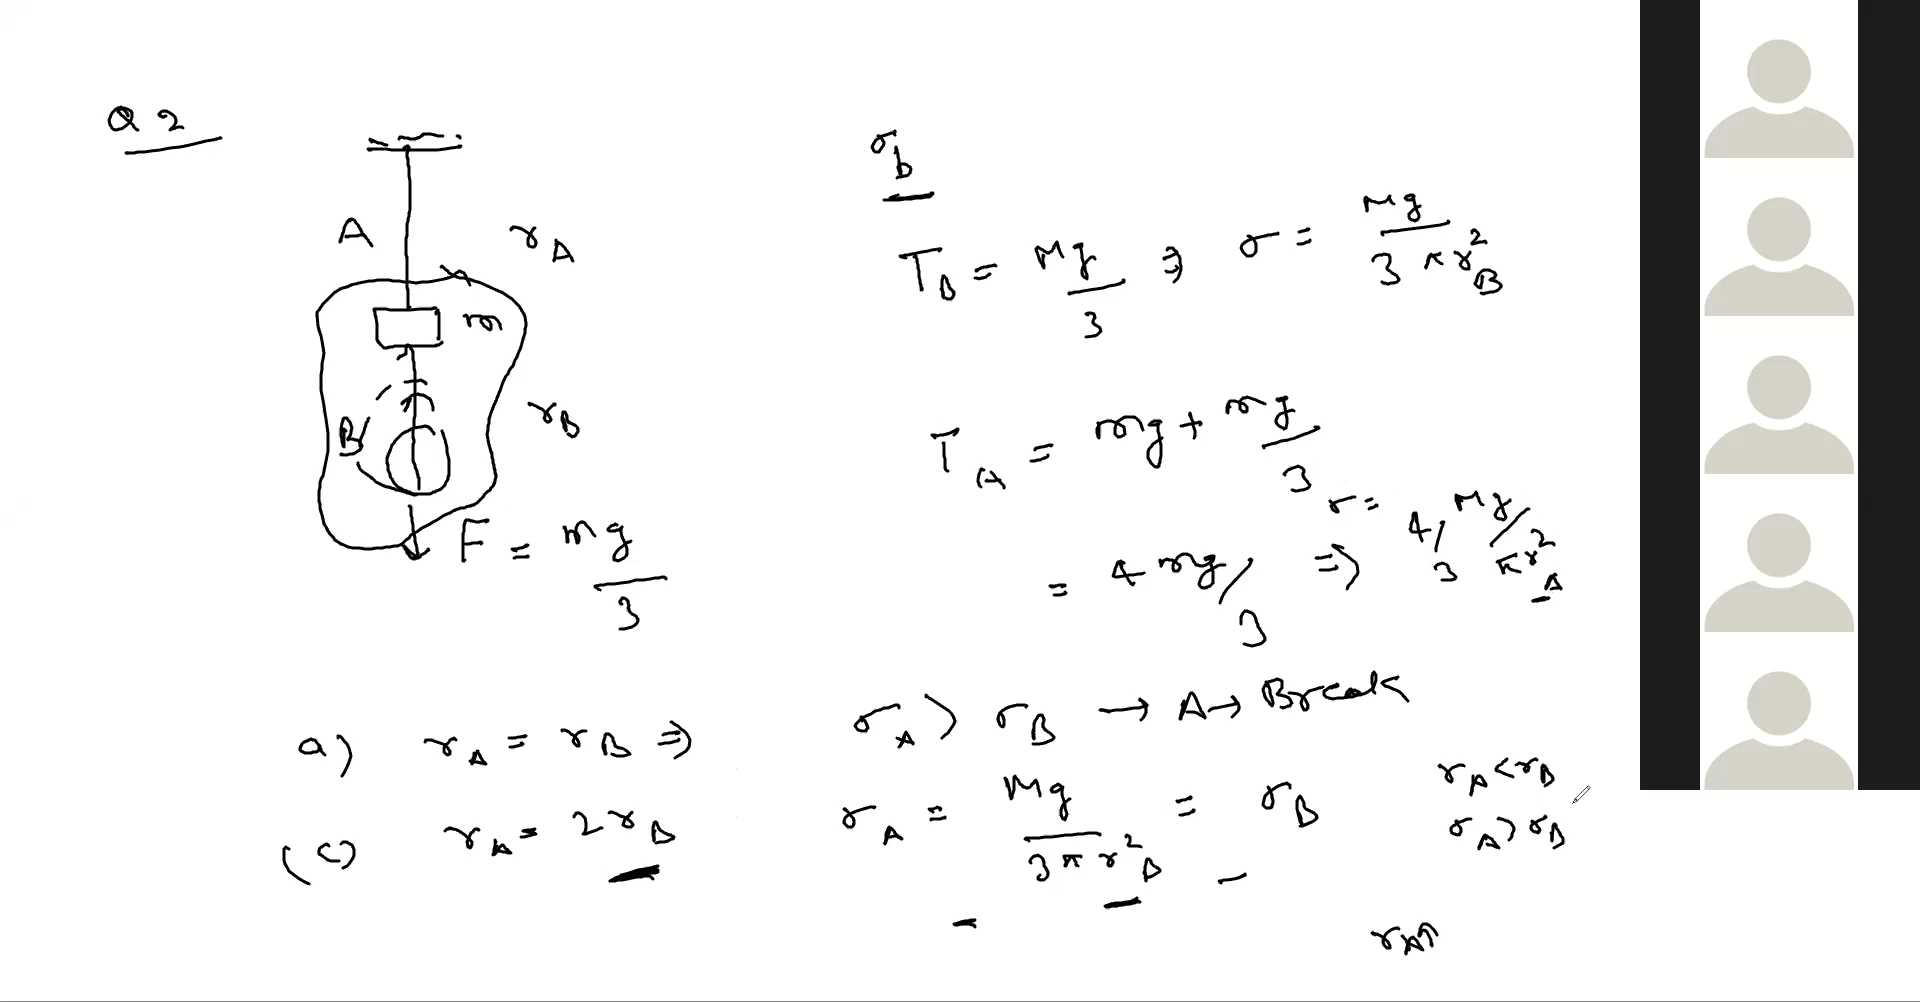 Q 2
A
r_A
m
B
r_B
F = mg/3
σ_b
T_B = Mg/3 ⇒ σ = Mg/3πr_B²
T_A = mg + mg/3
= 4mg/3 ⇒ σ = 4/3 Mg/πr_A²
a) r_A = r_B ⇒ σ_A > σ_B → A → Break
(c) r_A = 2r_B σ_A = Mg/3πr_B² = σ_B
r_A < r_B
σ_A > σ_B
r_A↑